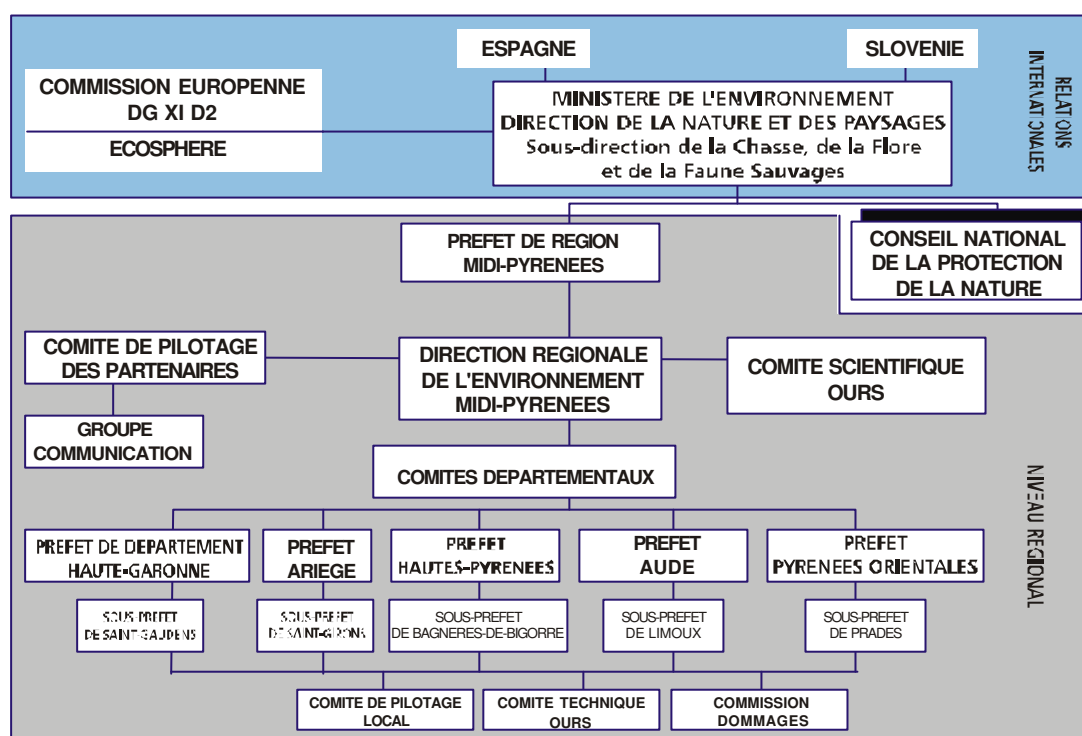 ESPAGNE
SLOVENIE
COMMISSION EUROPENNE
DG XI D2
ECOSPHERE
MINISTERE DE L'ENVIRONNEMENT
DIRECTION DE LA NATURE ET DES PAYSAGES
Sous-direction de la Chasse, de la Flore
et de la Faune Sauvages
RELATIONS
INTERNATIONALES
PREFET DE REGION
MIDI-PYRENEES
CONSEIL NATIONAL
DE LA PROTECTION
DE LA NATURE
COMITE DE PILOTAGE
DES PARTENAIRES
DIRECTION REGIONALE
DE L'ENVIRONNEMENT
MIDI-PYRENEES
COMITE SCIENTIFIQUE
OURS
GROUPE
COMMUNICATION
COMITES DEPARTEMENTAUX
NIVEAU REGIONAL
PREFET DE DEPARTEMENT
HAUTE-GARONNE
PREFET
ARIEGE
PREFET
HAUTES-PYRENEES
PREFET
AUDE
PREFET
PYRENEES ORIENTALES
SOUS-PREFET
DE SAINT-GAUDENS
SOUS-PREFET
DE SAINT-GIRONS
SOUS-PREFET
DE BAGNERES-DE-BIGORRE
SOUS-PREFET
DE LIMOUX
SOUS-PREFET
DE PRADES
COMITE DE PILOTAGE
LOCAL
COMITE TECHNIQUE
OURS
COMMISSION
DOMMAGES